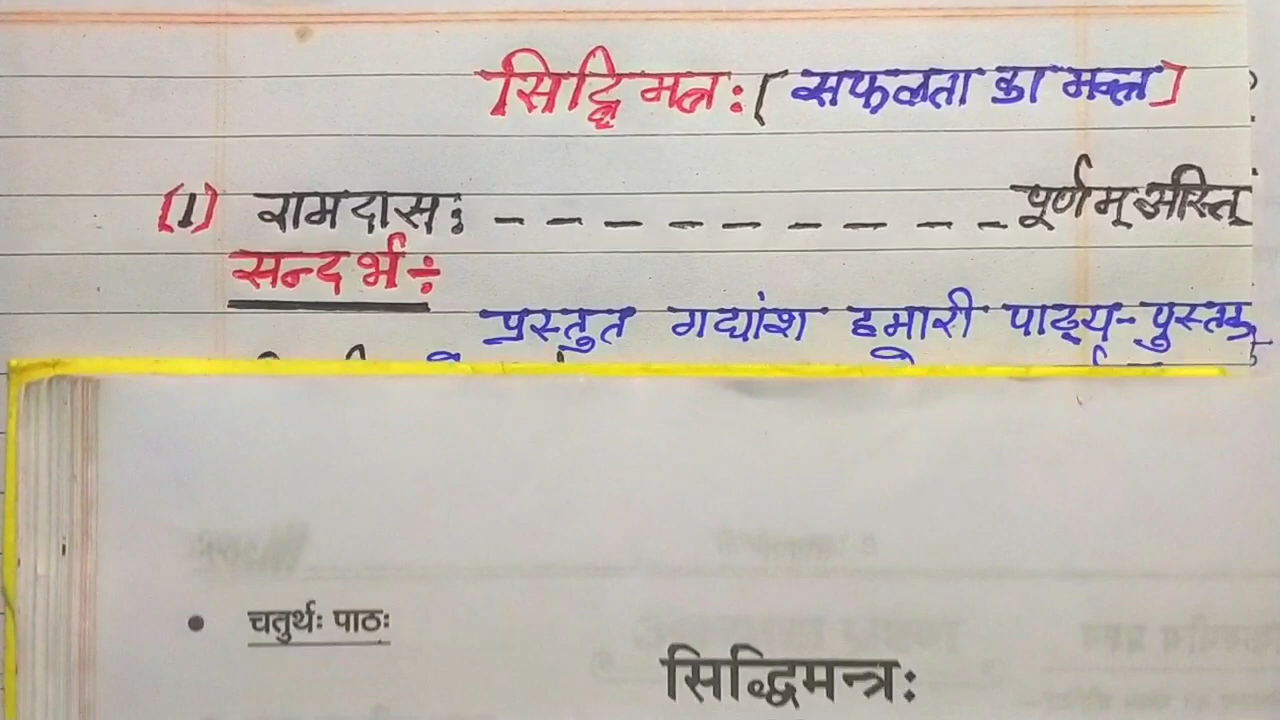 सिद्धिमन्त्र: [सफलता का मन्त्र]
(1) रामदास: – – – – – – – – – – पूर्णम् अस्ति
सन्दर्भ ÷
प्रस्तुत गद्यांश हमारी पाठ्य-पुस्तक
• चतुर्थः पाठः
सिद्धिमन्त्रः